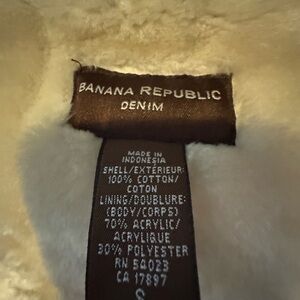 BANANA REPUBLIC
DENIM
MADE IN
INDONESIA
SHELL/EXTÉRIEUR:
100% COTTON/
COTON
LINING/DOUBLURE:
(BODY/CORPS)
70% ACRYLIC/
ACRYLIQUE
30% POLYESTER
RN 54023
CA 17897
S